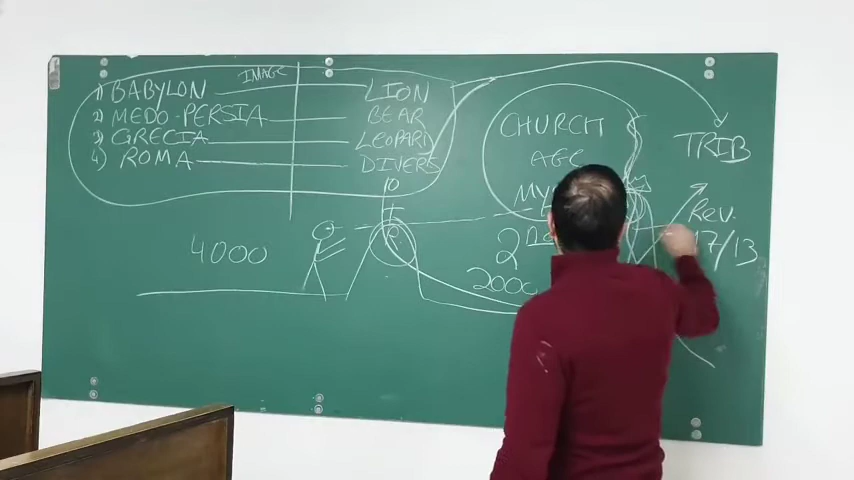 IMAGE
1) BABYLON LION
2) MEDO-PERSIA BEAR
3) GRECIA LEOPARD
4) ROMA DIVERS
10
CHURCH
AGE
TRIB
Rev.
17/13
4000
2000